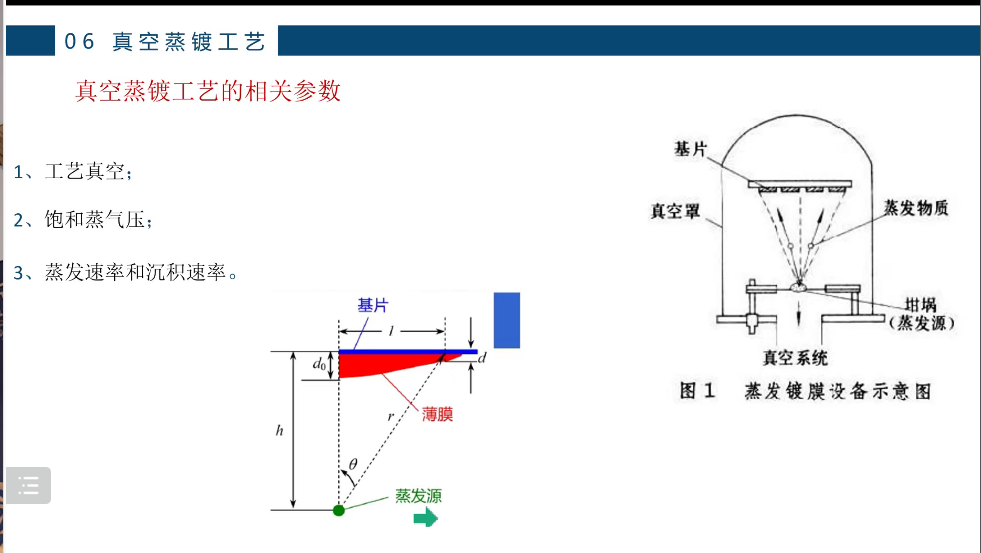 06 真空蒸镀工艺
真空蒸镀工艺的相关参数
1、工艺真空;
2、饱和蒸气压;
3、蒸发速率和沉积速率。
基片
l
d₀
d
薄膜
r
h
θ
蒸发源
基片
真空罩
蒸发物质
坩埚
(蒸发源)
真空系统
图1 蒸发镀膜设备示意图